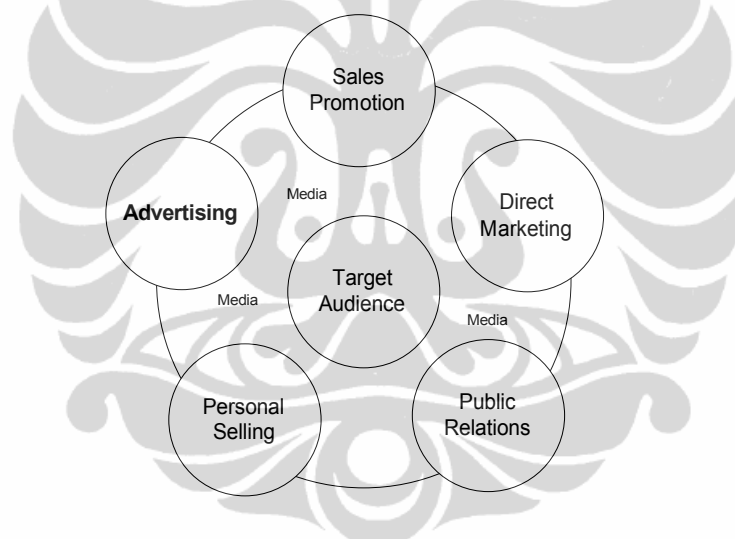 Sales
Promotion
Advertising
Media
Direct
Marketing
Target
Audience
Media
Media
Personal
Selling
Public
Relations